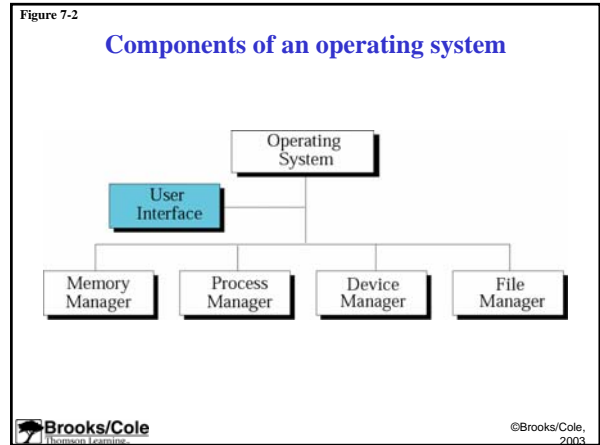 Figure 7-2
Components of an operating system
Operating
System
User
Interface
Memory
Manager
Process
Manager
Device
Manager
File
Manager
Brooks/Cole
Thomson Learning™
©Brooks/Cole,
2003